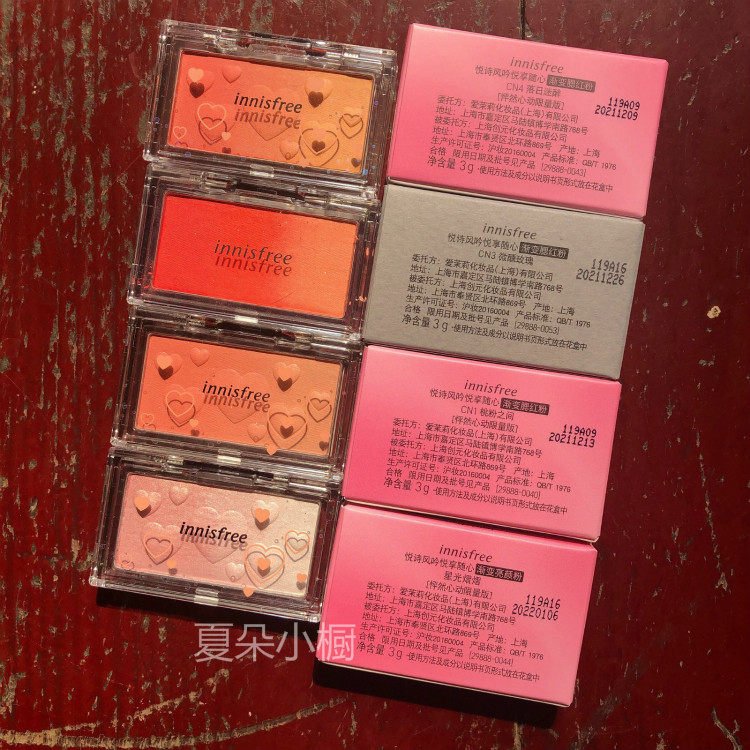 innisfree
innisfree
innisfree
悦诗风吟悦享随心 渐变腮红粉
CN4 落日迷醉
[怦然心动限量版]
委托方：爱茉莉化妆品(上海)有限公司
地址：上海市嘉定区马陆镇博学南路768号
被委托方：上海创元化妆品有限公司
地址：上海市奉贤区北环路869号 产地：上海
生产许可证号：沪妆20160004 产品标准：QB/T 1976
合格 限用日期及批号见产品 [29888-0043]
净含量 3g ·使用方法及成分以说明书页形式放在花盒中
119A09
20211209
innisfree
innisfree
innisfree
悦诗风吟悦享随心 渐变腮红粉
CN3 微醺玫瑰
委托方：爱茉莉化妆品(上海)有限公司
地址：上海市嘉定区马陆镇博学南路768号
被委托方：上海创元化妆品有限公司
地址：上海市奉贤区北环路869号 产地：上海
生产许可证号：沪妆20160004 产品标准：QB/T 1976
合格 限用日期及批号见产品 [29888-0053]
净含量 3g ·使用方法及成分以说明书页形式放在花盒中
119A16
20211226
innisfree
innisfree
innisfree
悦诗风吟悦享随心 渐变腮红粉
CN1 桃粉之间
[怦然心动限量版]
委托方：爱茉莉化妆品(上海)有限公司
地址：上海市嘉定区马陆镇博学南路768号
被委托方：上海创元化妆品有限公司
地址：上海市奉贤区北环路869号 产地：上海
生产许可证号：沪妆20160004 产品标准：QB/T 1976
合格 限用日期及批号见产品 [29888-0040]
净含量 3g ·使用方法及成分以说明书页形式放在花盒中
119A09
20211213
innisfree
innisfree
innisfree
悦诗风吟悦享随心 渐变亮颜粉
星光熠熠
[怦然心动限量版]
委托方：爱茉莉化妆品(上海)有限公司
地址：上海市嘉定区马陆镇博学南路768号
被委托方：上海创元化妆品有限公司
地址：上海市奉贤区北环路869号 产地：上海
生产许可证号：沪妆20160004 产品标准：QB/T 1976
合格 限用日期及批号见产品 [29888-0044]
净含量 3g ·使用方法及成分以说明书页形式放在花盒中
119A16
20220106
夏朵小橱